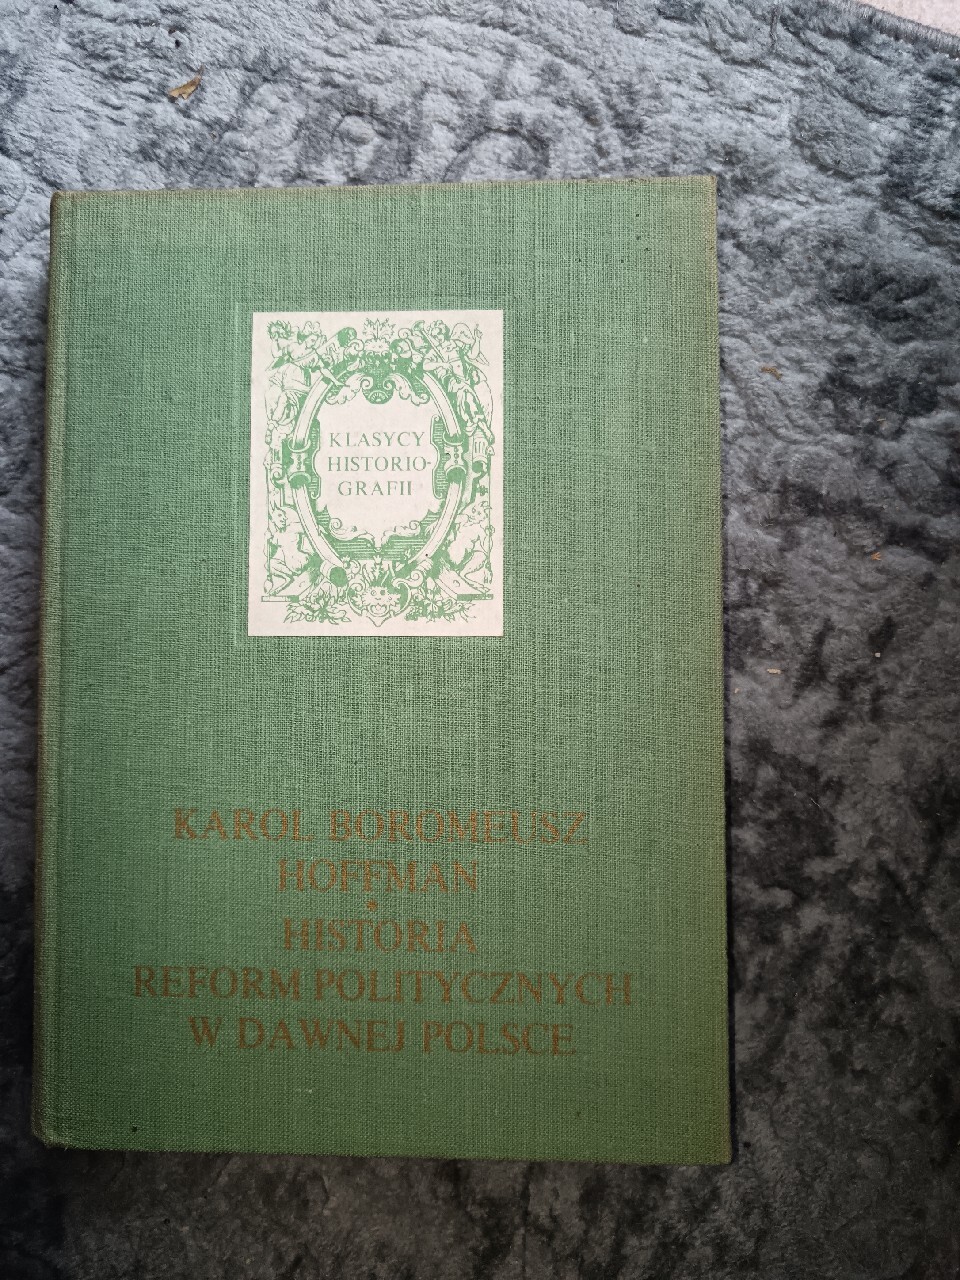 KLASYCY
HISTORIO-
GRAFII
KAROL BOROMEUSZ
HOFFMAN
HISTORIA
REFORM POLITYCZNYCH
W DAWNEJ POLSCE